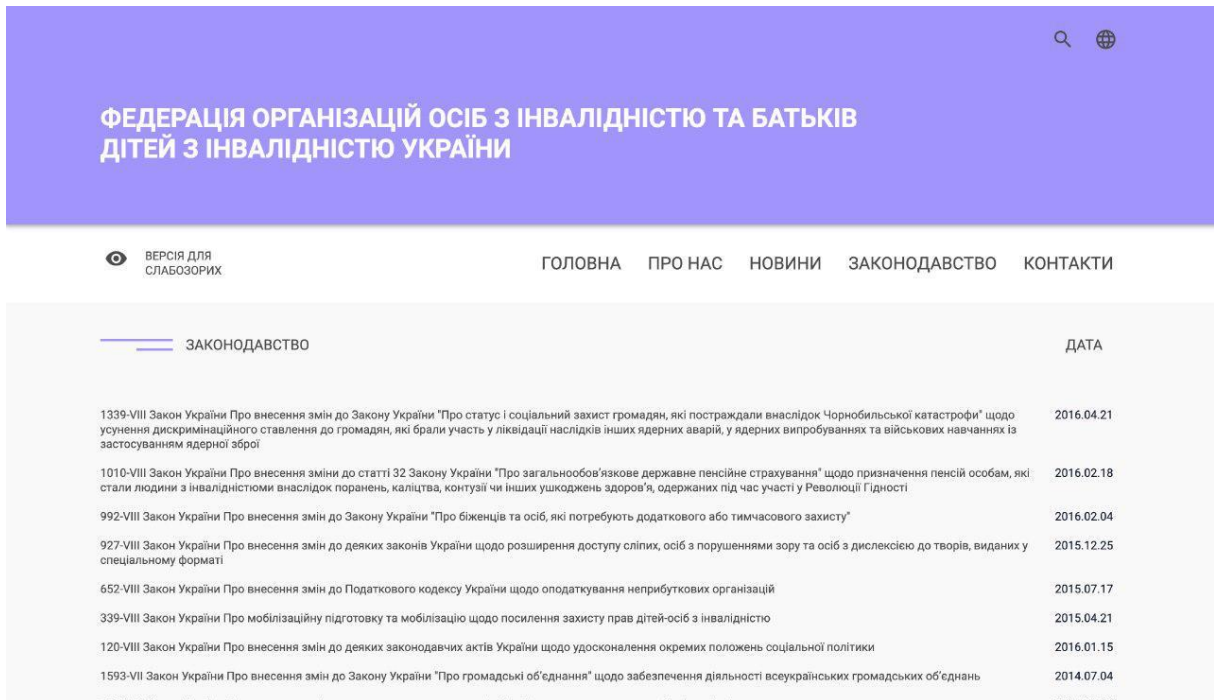 ФЕДЕРАЦІЯ ОРГАНІЗАЦІЙ ОСІБ З ІНВАЛІДНІСТЮ ТА БАТЬКІВ
ДІТЕЙ З ІНВАЛІДНІСТЮ УКРАЇНИ
ВЕРСІЯ ДЛЯ
СЛАБОЗОРИХ
ГОЛОВНА ПРО НАС НОВИНИ ЗАКОНОДАВСТВО КОНТАКТИ
ЗАКОНОДАВСТВО ДАТА
1339-VIII Закон України Про внесення змін до Закону України "Про статус і соціальний захист громадян, які постраждали внаслідок Чорнобильської катастрофи" щодо 2016.04.21
усунення дискримінаційного ставлення до громадян, які брали участь у ліквідації наслідків інших ядерних аварій, у ядерних випробуваннях та військових навчаннях із
застосуванням ядерної зброї
1010-VIII Закон України Про внесення зміни до статті 32 Закону України "Про загальнообов'язкове державне пенсійне страхування" щодо призначення пенсій особам, які 2016.02.18
стали людини з інвалідністюми внаслідок поранень, каліцтва, контузії чи інших ушкоджень здоров'я, одержаних під час участі у Революції Гідності
992-VIII Закон України Про внесення змін до Закону України "Про біженців та осіб, які потребують додаткового або тимчасового захисту" 2016.02.04
927-VIII Закон України Про внесення змін до деяких законів України щодо розширення доступу сліпих, осіб з порушеннями зору та осіб з дислексією до творів, виданих у 2015.12.25
спеціальному форматі
652-VIII Закон України Про внесення змін до Податкового кодексу України щодо оподаткування неприбуткових організацій 2015.07.17
339-VIII Закон України Про мобілізаційну підготовку та мобілізацію щодо посилення захисту прав дітей-осіб з інвалідністю 2015.04.21
120-VIII Закон України Про внесення змін до деяких законодавчих актів України щодо удосконалення окремих положень соціальної політики 2016.01.15
1593-VII Закон України Про внесення змін до Закону України "Про громадські об'єднання" щодо забезпечення діяльності всеукраїнських громадських об'єднань 2014.07.04